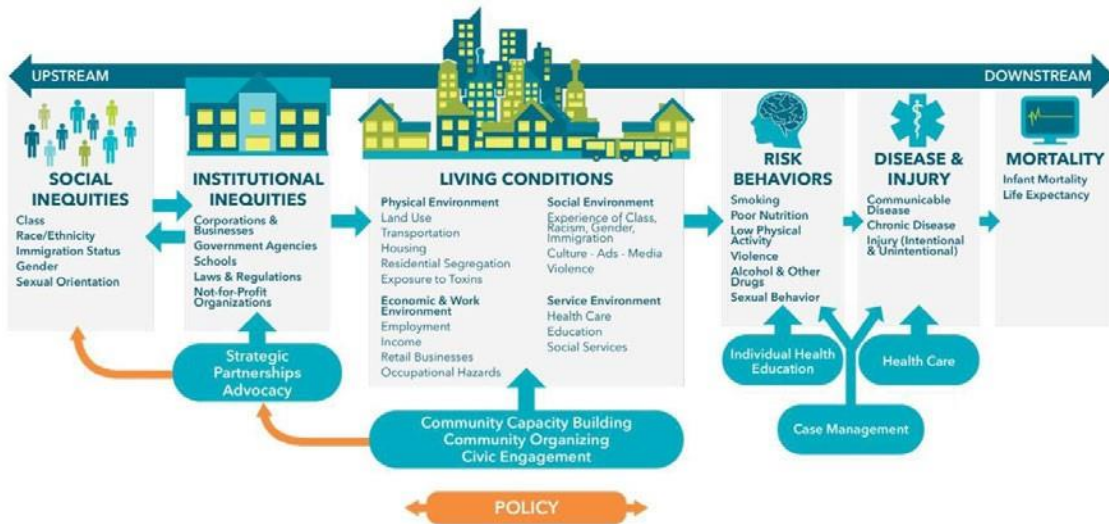 UPSTREAM
DOWNSTREAM
SOCIAL
INEQUITIES
Class
Race/Ethnicity
Immigration Status
Gender
Sexual Orientation
INSTITUTIONAL
INEQUITIES
Corporations &
Businesses
Government Agencies
Schools
Laws & Regulations
Not-for-Profit
Organizations
LIVING CONDITIONS
Physical Environment
Land Use
Transportation
Housing
Residential Segregation
Exposure to Toxins
Economic & Work
Environment
Employment
Income
Retail Businesses
Occupational Hazards
Social Environment
Experience of Class,
Racism, Gender,
Immigration
Culture - Ads - Media
Violence
Service Environment
Health Care
Education
Social Services
RISK
BEHAVIORS
Smoking
Poor Nutrition
Low Physical
Activity
Violence
Alcohol & Other
Drugs
Sexual Behavior
DISEASE &
INJURY
Communicable
Disease
Chronic Disease
Injury (Intentional
& Unintentional)
MORTALITY
Infant Mortality
Life Expectancy
Strategic
Partnerships
Advocacy
Community Capacity Building
Community Organizing
Civic Engagement
Individual Health
Education
Health Care
Case Management
POLICY